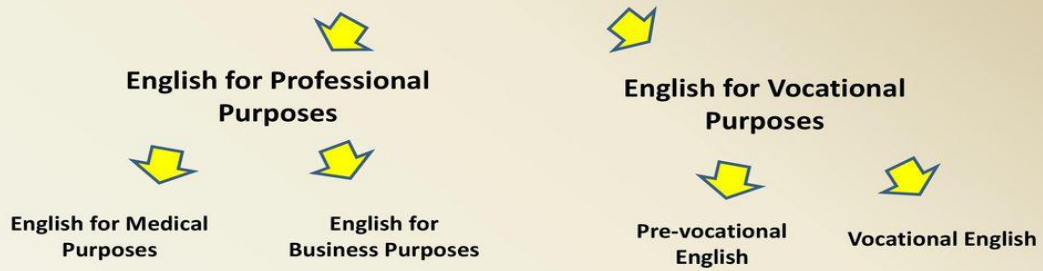 English for Professional
Purposes
English for Vocational
Purposes
English for Medical
Purposes
English for
Business Purposes
Pre-vocational
English
Vocational English